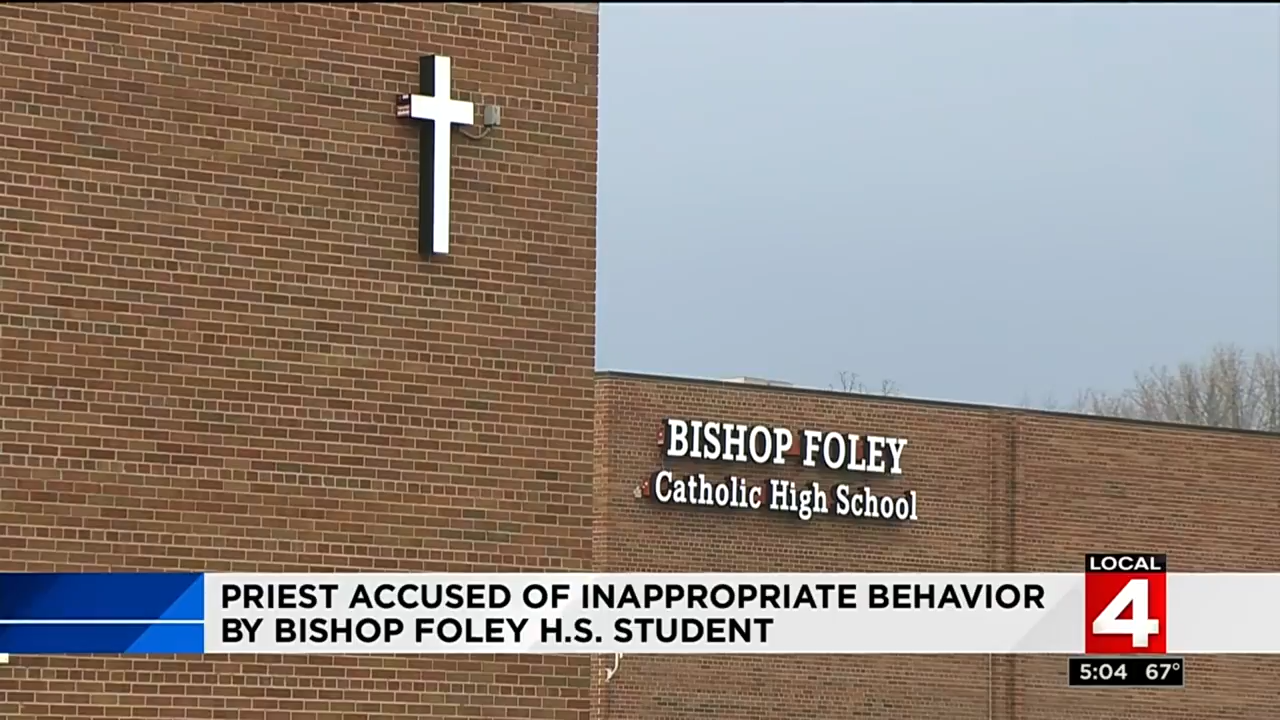 BISHOP FOLEY
Catholic High School
PRIEST ACCUSED OF INAPPROPRIATE BEHAVIOR
BY BISHOP FOLEY H.S. STUDENT
LOCAL
4
5:04 67°